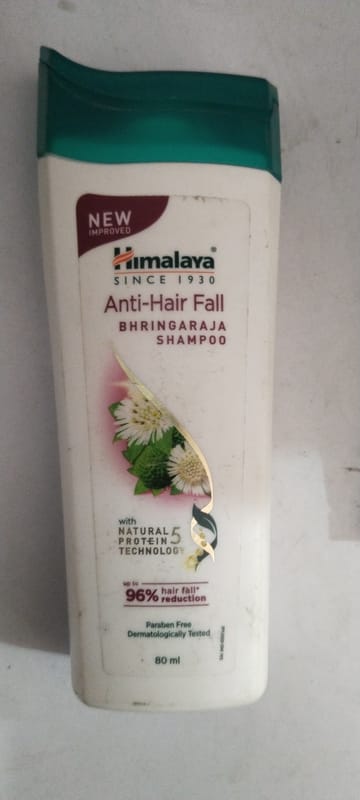 NEW
IMPROVED
Himalaya®
SINCE 1930
Anti-Hair Fall
BHRINGARAJA
SHAMPOO
with
NATURAL
PROTEIN 5
TECHNOLOGY
up to
96% hair fall*
reduction
Paraben Free
Dermatologically Tested
80 ml